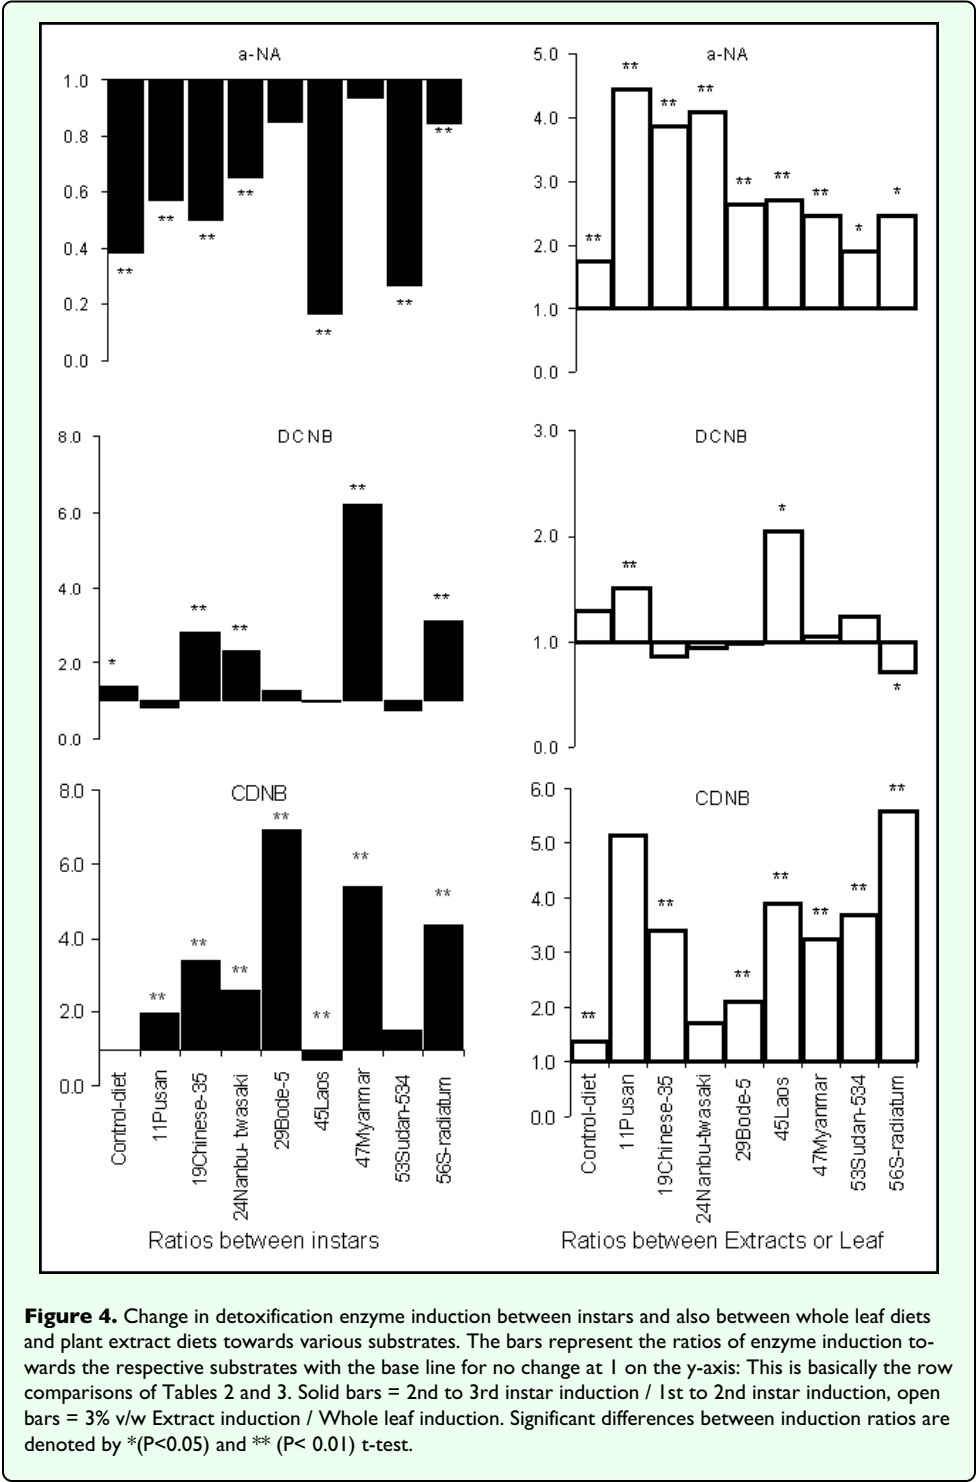 a-NA
1.0
0.8
0.6
0.4
0.2
0.0
**
**
**
**
**
**
**
a-NA
5.0
4.0
3.0
2.0
1.0
0.0
**
**
**
**
**
**
**
*
*
DCNB
8.0
6.0
4.0
2.0
0.0
*
**
**
**
**
DCNB
3.0
2.0
1.0
0.0
**
*
*
CDNB
8.0
6.0
4.0
2.0
0.0
**
**
**
**
**
**
**
Control-diet
11Pusan
19Chinese-35
24Nanbu- twasaki
29Bode-5
45Laos
47Myanmar
53Sudan-534
56S-radiatum
Ratios between instars
CDNB
6.0
5.0
4.0
3.0
2.0
1.0
0.0
**
**
**
**
**
**
**
Control-diet
11Pusan
19Chinese-35
24Nanbu-twasaki
29Bode-5
45Laos
47Myanmar
53Sudan-534
56S-radiatum
Ratios between Extracts or Leaf
Figure 4. Change in detoxification enzyme induction between instars and also between whole leaf diets
and plant extract diets towards various substrates. The bars represent the ratios of enzyme induction to-
wards the respective substrates with the base line for no change at 1 on the y-axis: This is basically the row
comparisons of Tables 2 and 3. Solid bars = 2nd to 3rd instar induction / 1st to 2nd instar induction, open
bars = 3% v/w Extract induction / Whole leaf induction. Significant differences between induction ratios are
denoted by *(P<0.05) and ** (P< 0.01) t-test.